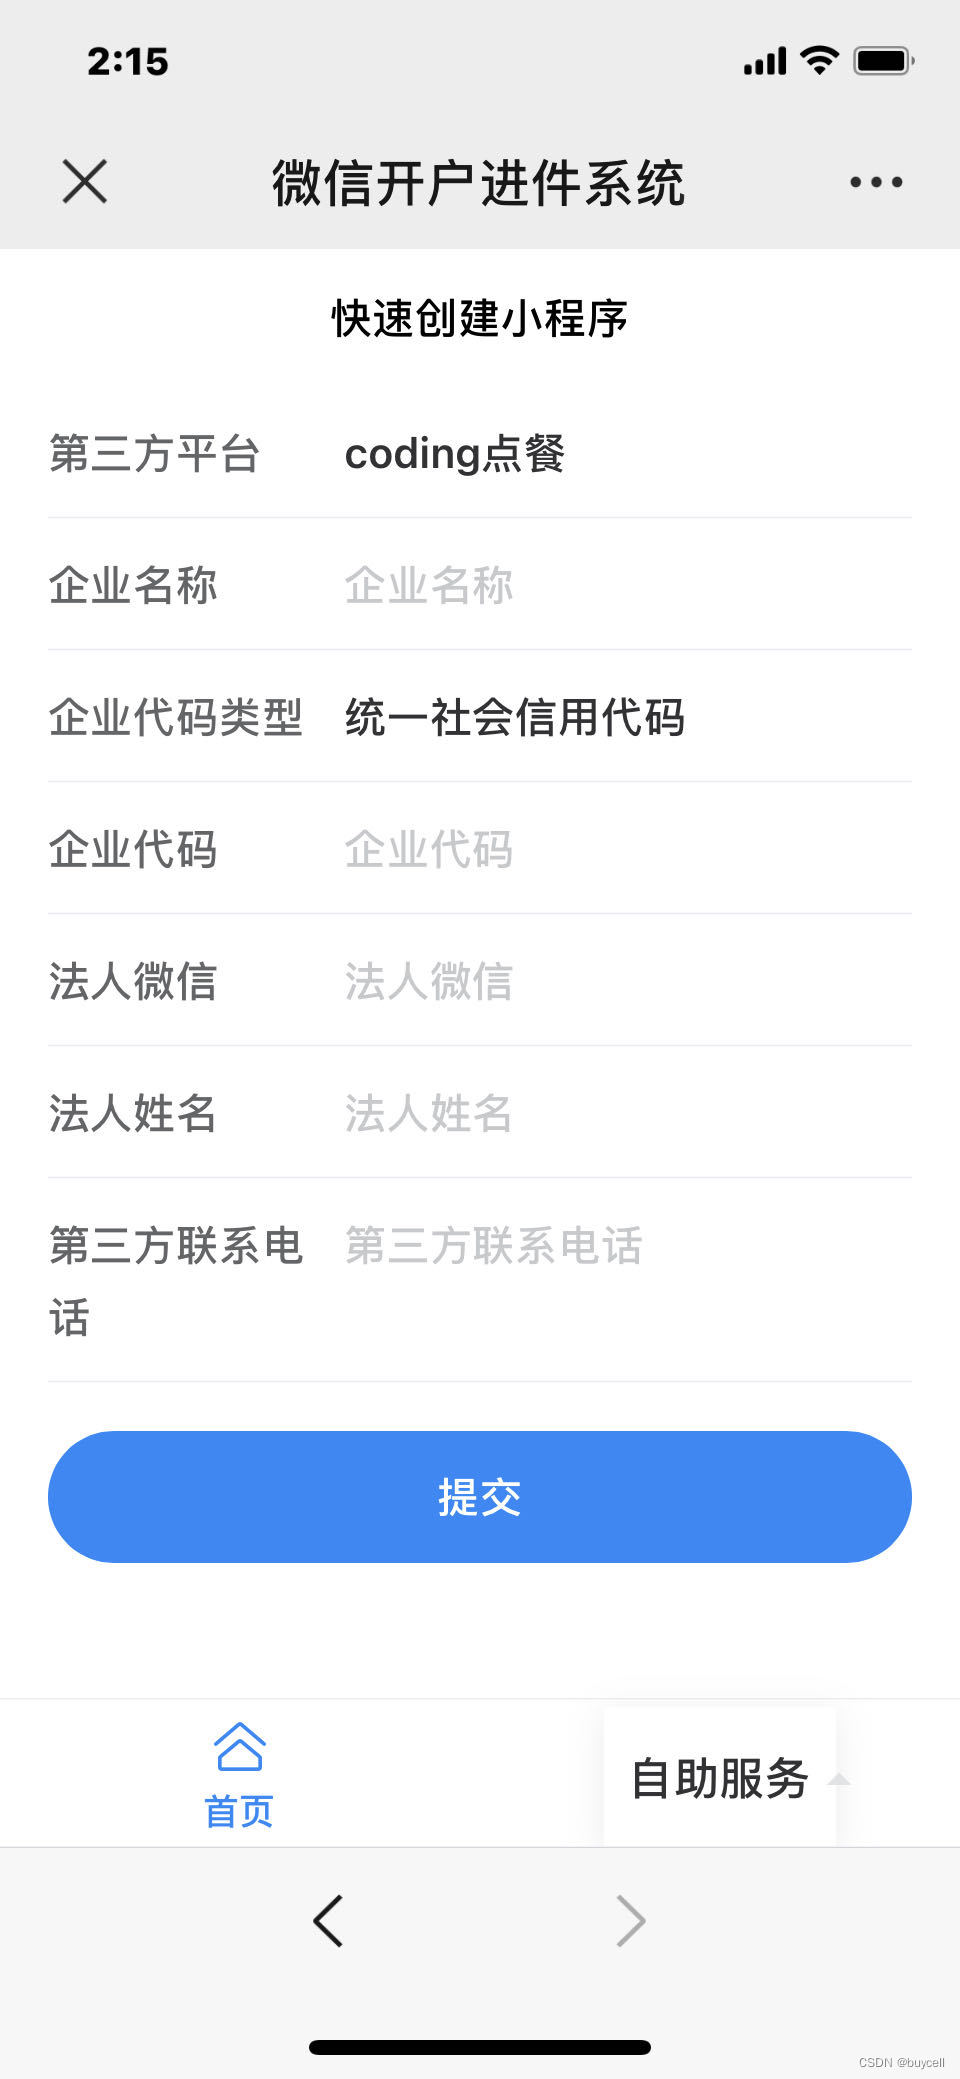 2:15
微信开户进件系统
快速创建小程序
第三方平台 coding点餐
企业名称 企业名称
企业代码类型 统一社会信用代码
企业代码 企业代码
法人微信 法人微信
法人姓名 法人姓名
第三方联系电 第三方联系电话
话
提交
自助服务
首页
CSDN @buycell